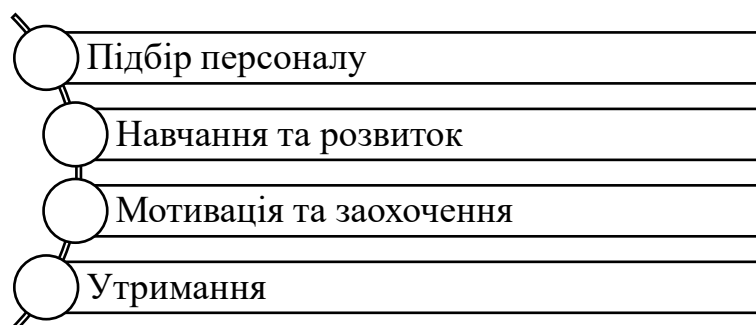 Підбір персоналу
Навчання та розвиток
Мотивація та заохочення
Утримання